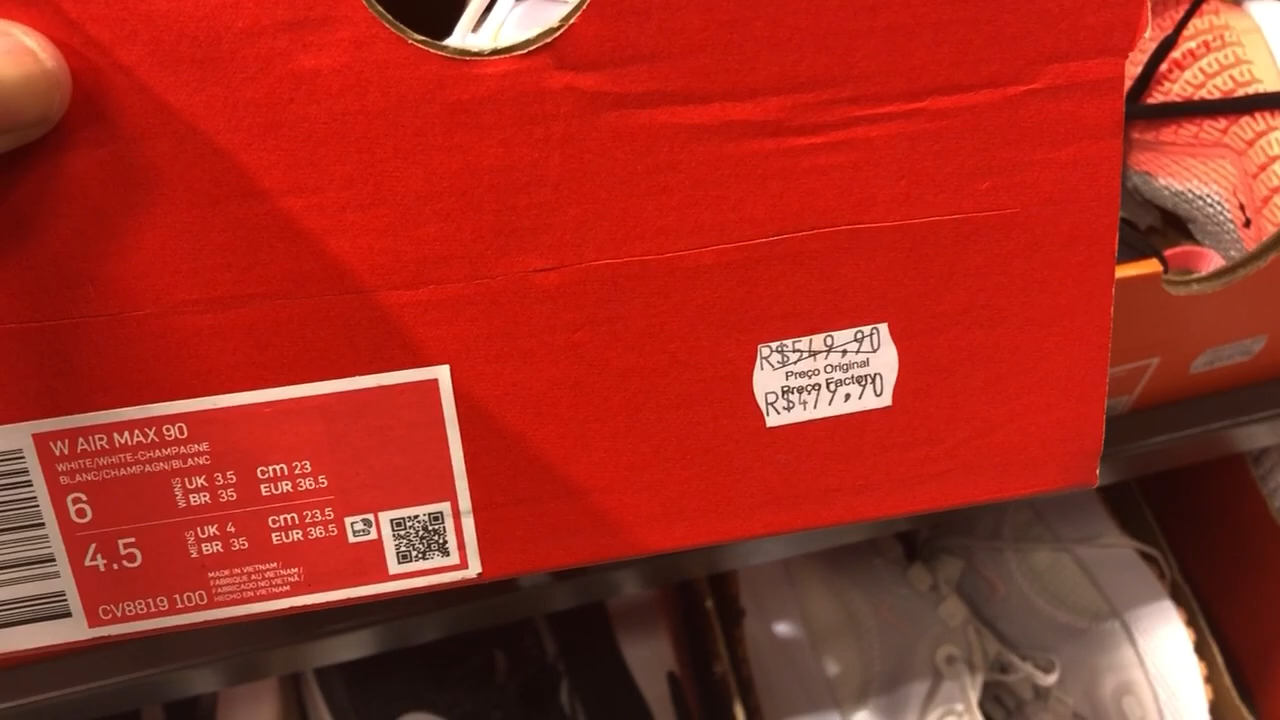 R$549,90
Preço Original
Preço Factory
R$479,90
W AIR MAX 90
WHITE/WHITE-CHAMPAGNE
BLANC/CHAMPAGN/BLANC
6
WMNS
UK 3.5 cm 23
BR 35 EUR 36.5
4.5
MENS
UK 4 cm 23.5
BR 35 EUR 36.5
MADE IN VIETNAM /
FABRIQUE AU VIETNAM /
FABRICADO NO VIETNÃ /
HECHO EN VIETNAM
CV8819 100